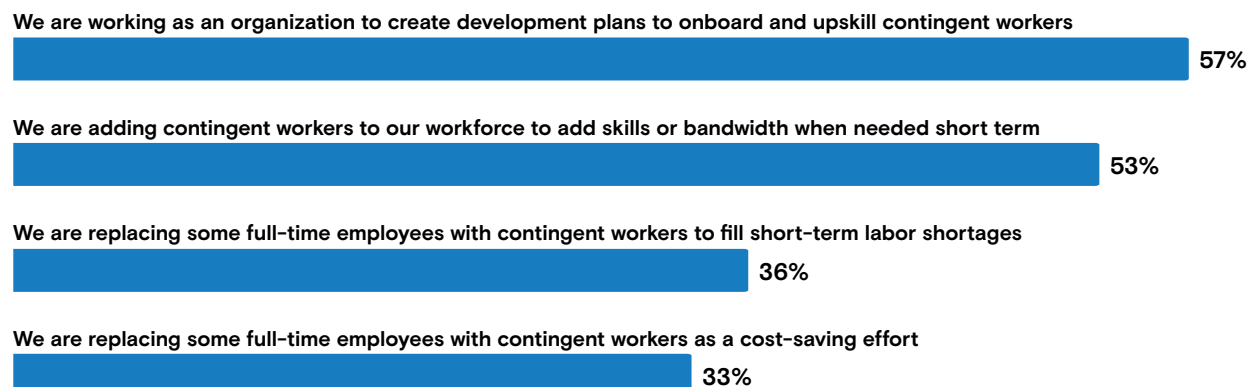 We are working as an organization to create development plans to onboard and upskill contingent workers
57%
We are adding contingent workers to our workforce to add skills or bandwidth when needed short term
53%
We are replacing some full-time employees with contingent workers to fill short-term labor shortages
36%
We are replacing some full-time employees with contingent workers as a cost-saving effort
33%